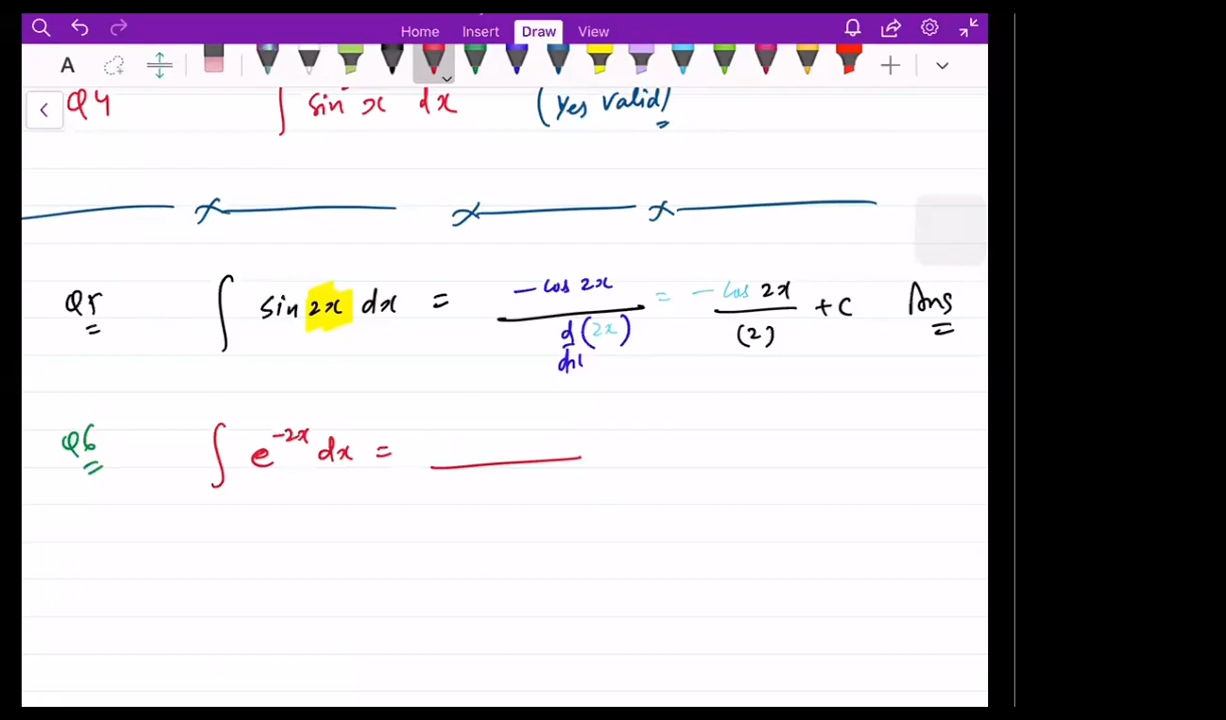 Home Insert Draw View
A
Q4 ∫ sin x dx (Yes valid)
Q5 ∫ sin 2x dx = -cos 2x / d/dx (2x) = -cos 2x / (2) + C Ans
Q6 ∫ e^-2x dx =